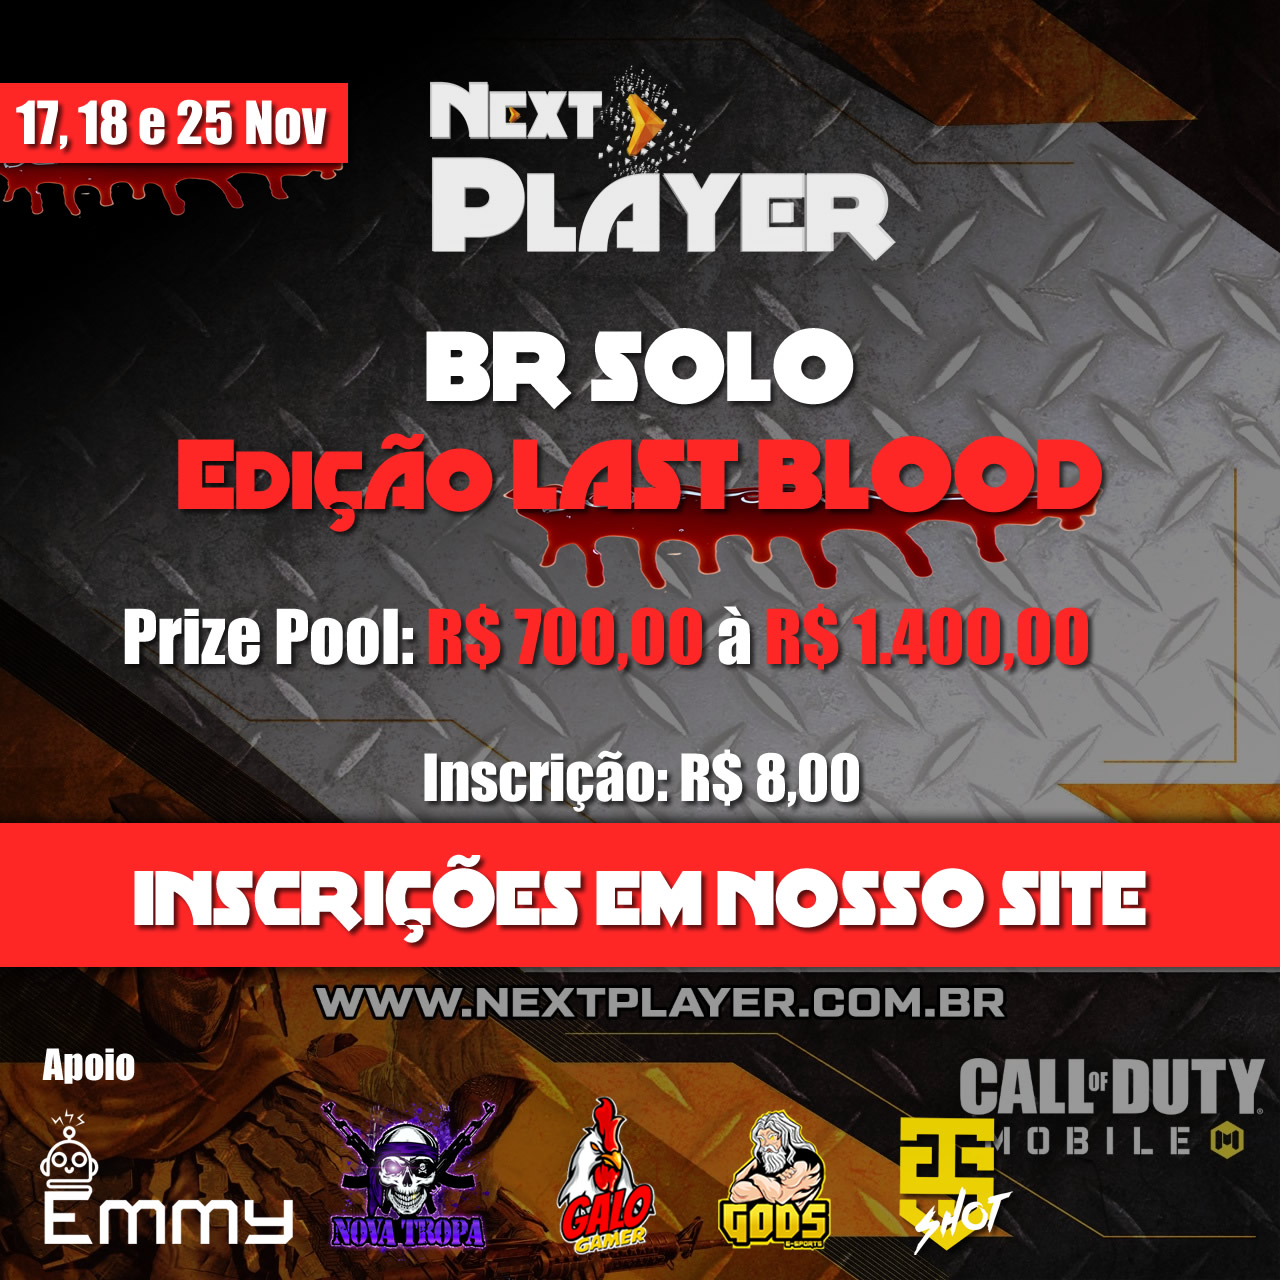 17, 18 e 25 Nov
NEXT
PLAYER
BR SOLO
EDIÇÃO LAST BLOOD
Prize Pool: R$ 700,00 à R$ 1.400,00
Inscrição: R$ 8,00
INSCRIÇÕES EM NOSSO SITE
WWW.NEXTPLAYER.COM.BR
Apoio
CALL OF DUTY®
MOBILE
Emmy
NOVA TROPA
GALO
GAMER
GODS
E-SPORTS
SHOT